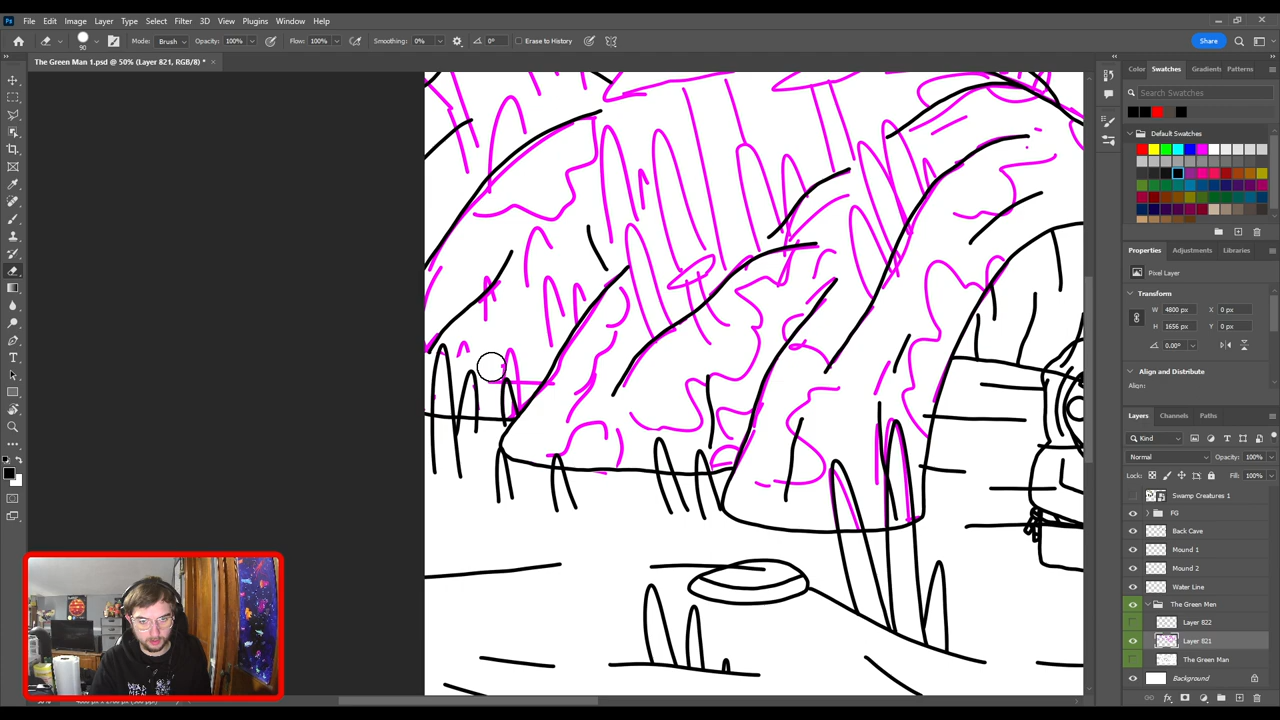 Ps File Edit Image Layer Type Select Filter 3D View Plugins Window Help
90 Mode: Brush Opacity: 100% Flow: 100% Smoothing: 0% 0° Erase to History Share
The Green Man 1.psd @ 50% (Layer 821, RGB/8) * ×
Color Swatches Gradients Patterns
Search Swatches
Default Swatches
Properties Adjustments Libraries
Pixel Layer
Transform
W 4800 px X 0 px
H 1656 px Y 0 px
0.00°
Align and Distribute
Align:
Layers Channels Paths
Kind
Normal Opacity: 100%
Lock: Fill: 100%
Swamp Creatures 1
FG
Back Cave
Mound 1
Mound 2
Water Line
The Green Men
Layer 822
Layer 821
The Green Man
Background